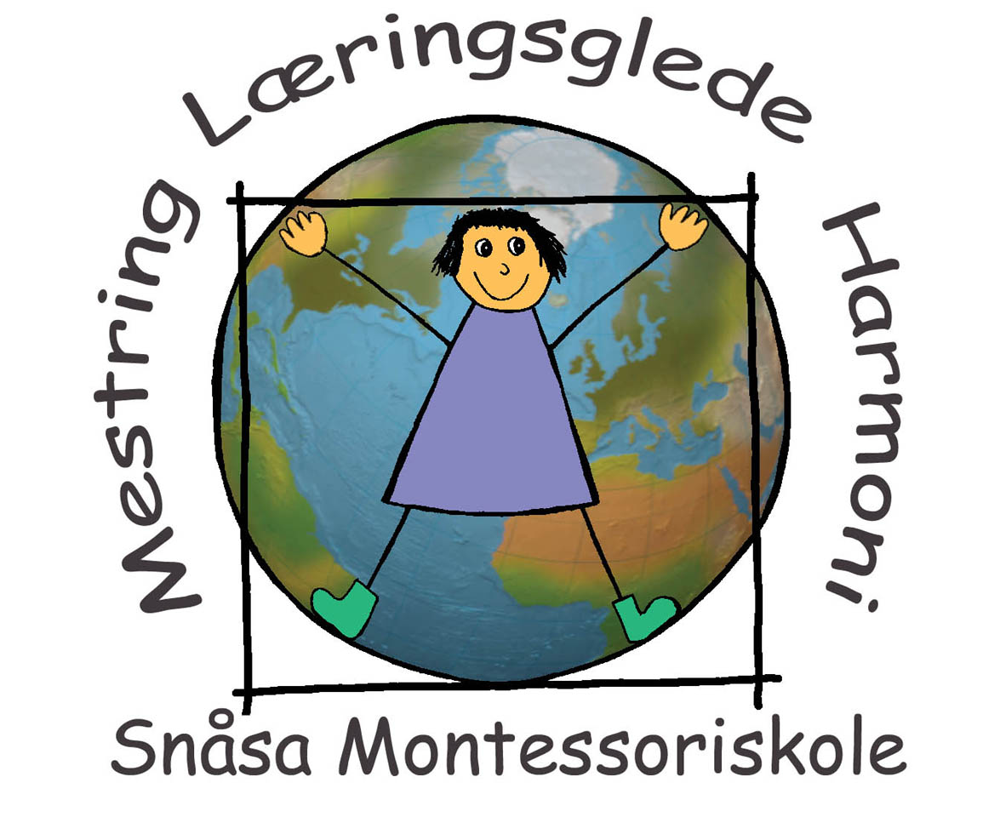 Mestring
Læringsglede
Harmoni
Snåsa Montessoriskole